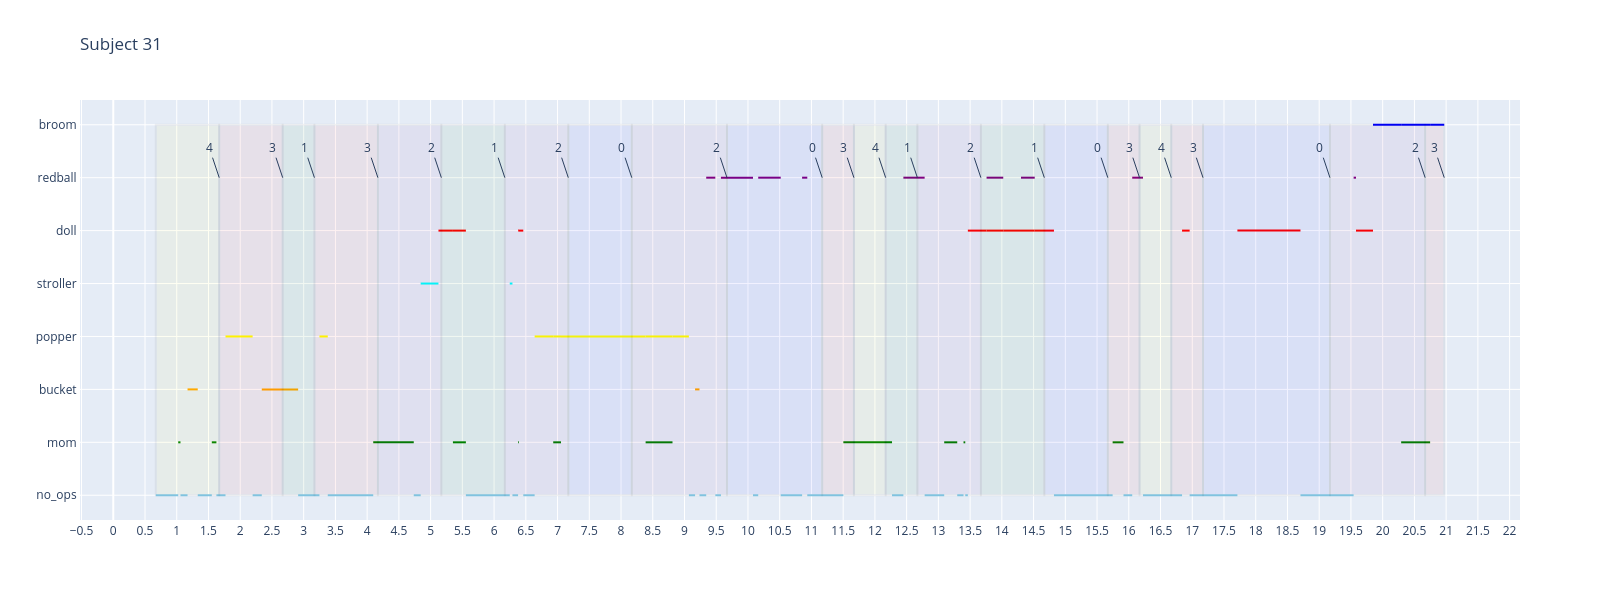 Subject 31
broom
4 3 1 3 2 1 2 0 2 0 3 4 1 2 1 0 3 4 3 0 2 3
redball
doll
stroller
popper
bucket
mom
no_ops
−0.5 0 0.5 1 1.5 2 2.5 3 3.5 4 4.5 5 5.5 6 6.5 7 7.5 8 8.5 9 9.5 10 10.5 11 11.5 12 12.5 13 13.5 14 14.5 15 15.5 16 16.5 17 17.5 18 18.5 19 19.5 20 20.5 21 21.5 22